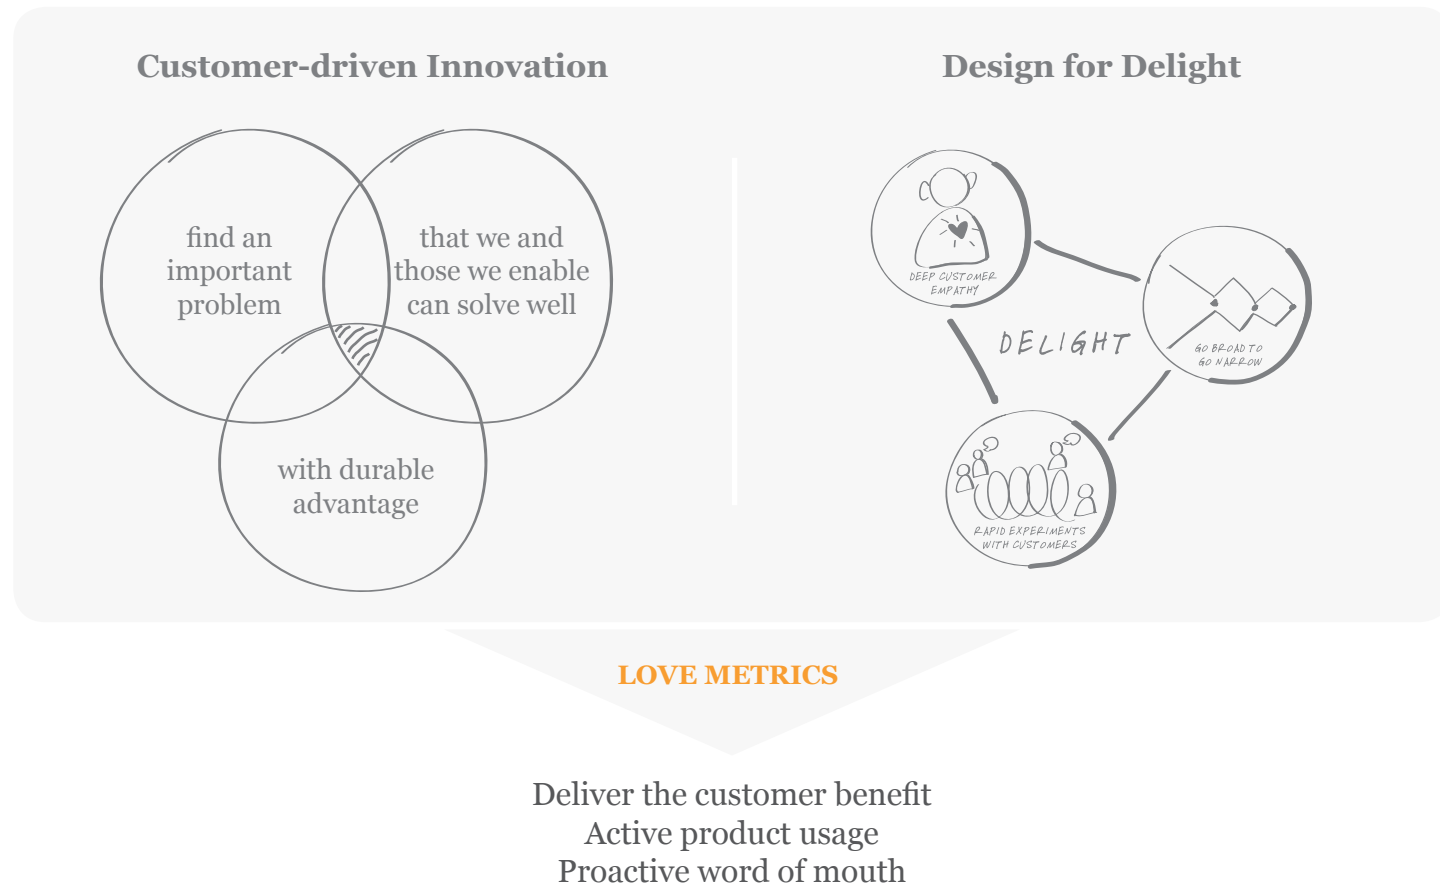 Customer-driven Innovation
find an
important
problem
that we and
those we enable
can solve well
with durable
advantage
Design for Delight
DEEP CUSTOMER
EMPATHY
DELIGHT
GO BROAD TO
GO NARROW
RAPID EXPERIMENTS
WITH CUSTOMERS
LOVE METRICS
Deliver the customer benefit
Active product usage
Proactive word of mouth